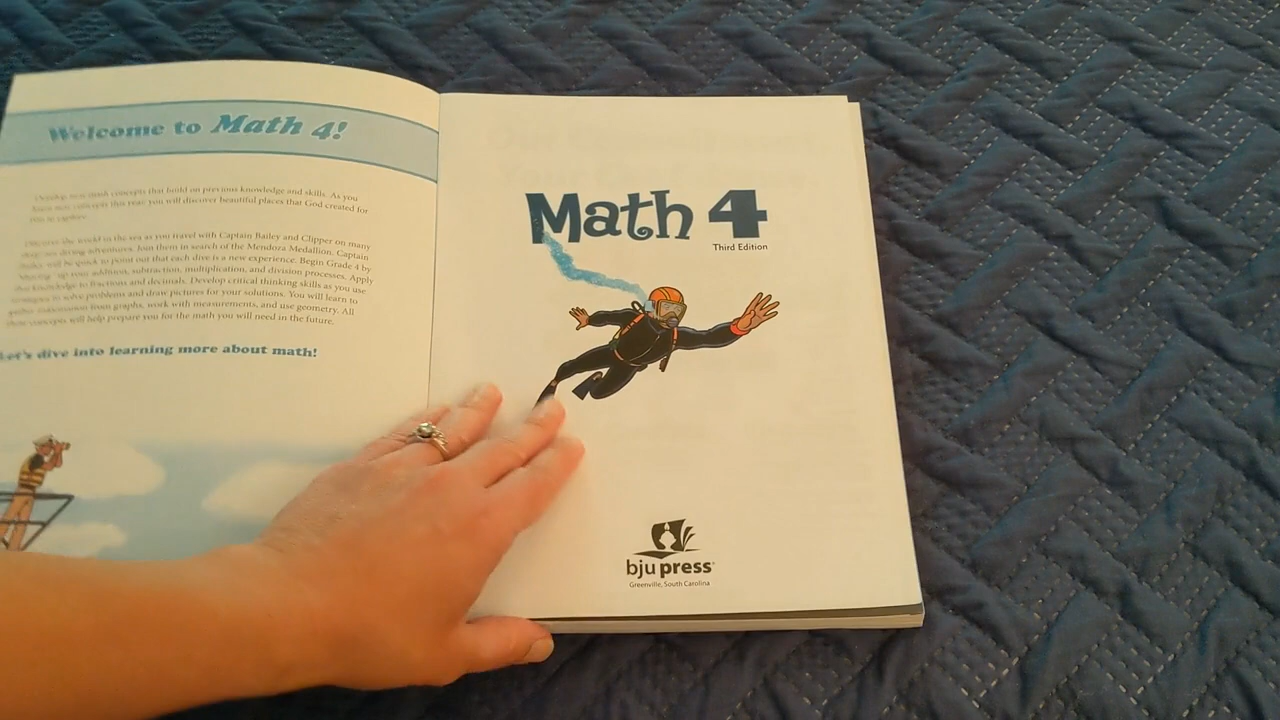 Welcome to Math 4!
Develop new math concepts that build on previous knowledge and skills. As you
know new concepts this year, you will discover beautiful places that God created for
to explore.
the world in the sea as you travel with Captain Bailey and Clipper on many
diving adventures. Join them in search of the Mendoza Medallion. Captain
Bailey will be quick to point out that each dive is a new experience. Begin Grade 4 by
up your addition, subtraction, multiplication, and division processes. Apply
knowledge to fractions and decimals. Develop critical thinking skills as you use
strategies to solve problems and draw pictures for your solutions. You will learn to
gather information from graphs, work with measurements, and use geometry. All
these concepts will help prepare you for the math you will need in the future.
Let's dive into learning more about math!
Math 4
Third Edition
bju press
Greenville, South Carolina